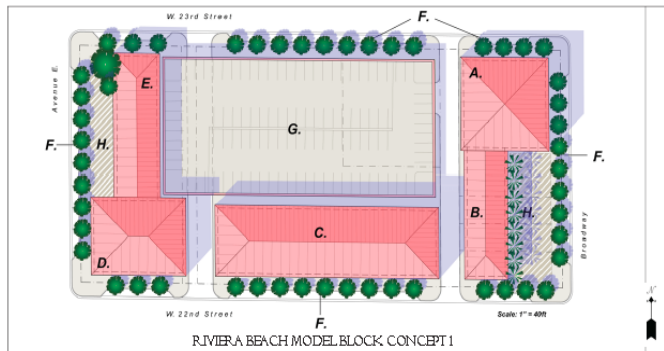 W. 23rd Street
F.
A.
E.
Avenue E.
G.
H.
F.
F.
B.
H.
C.
D.
Broadway
W. 22nd Street
F.
Scale: 1" = 40ft
N
RIVIERA BEACH MODEL BLOCK CONCEPT 1